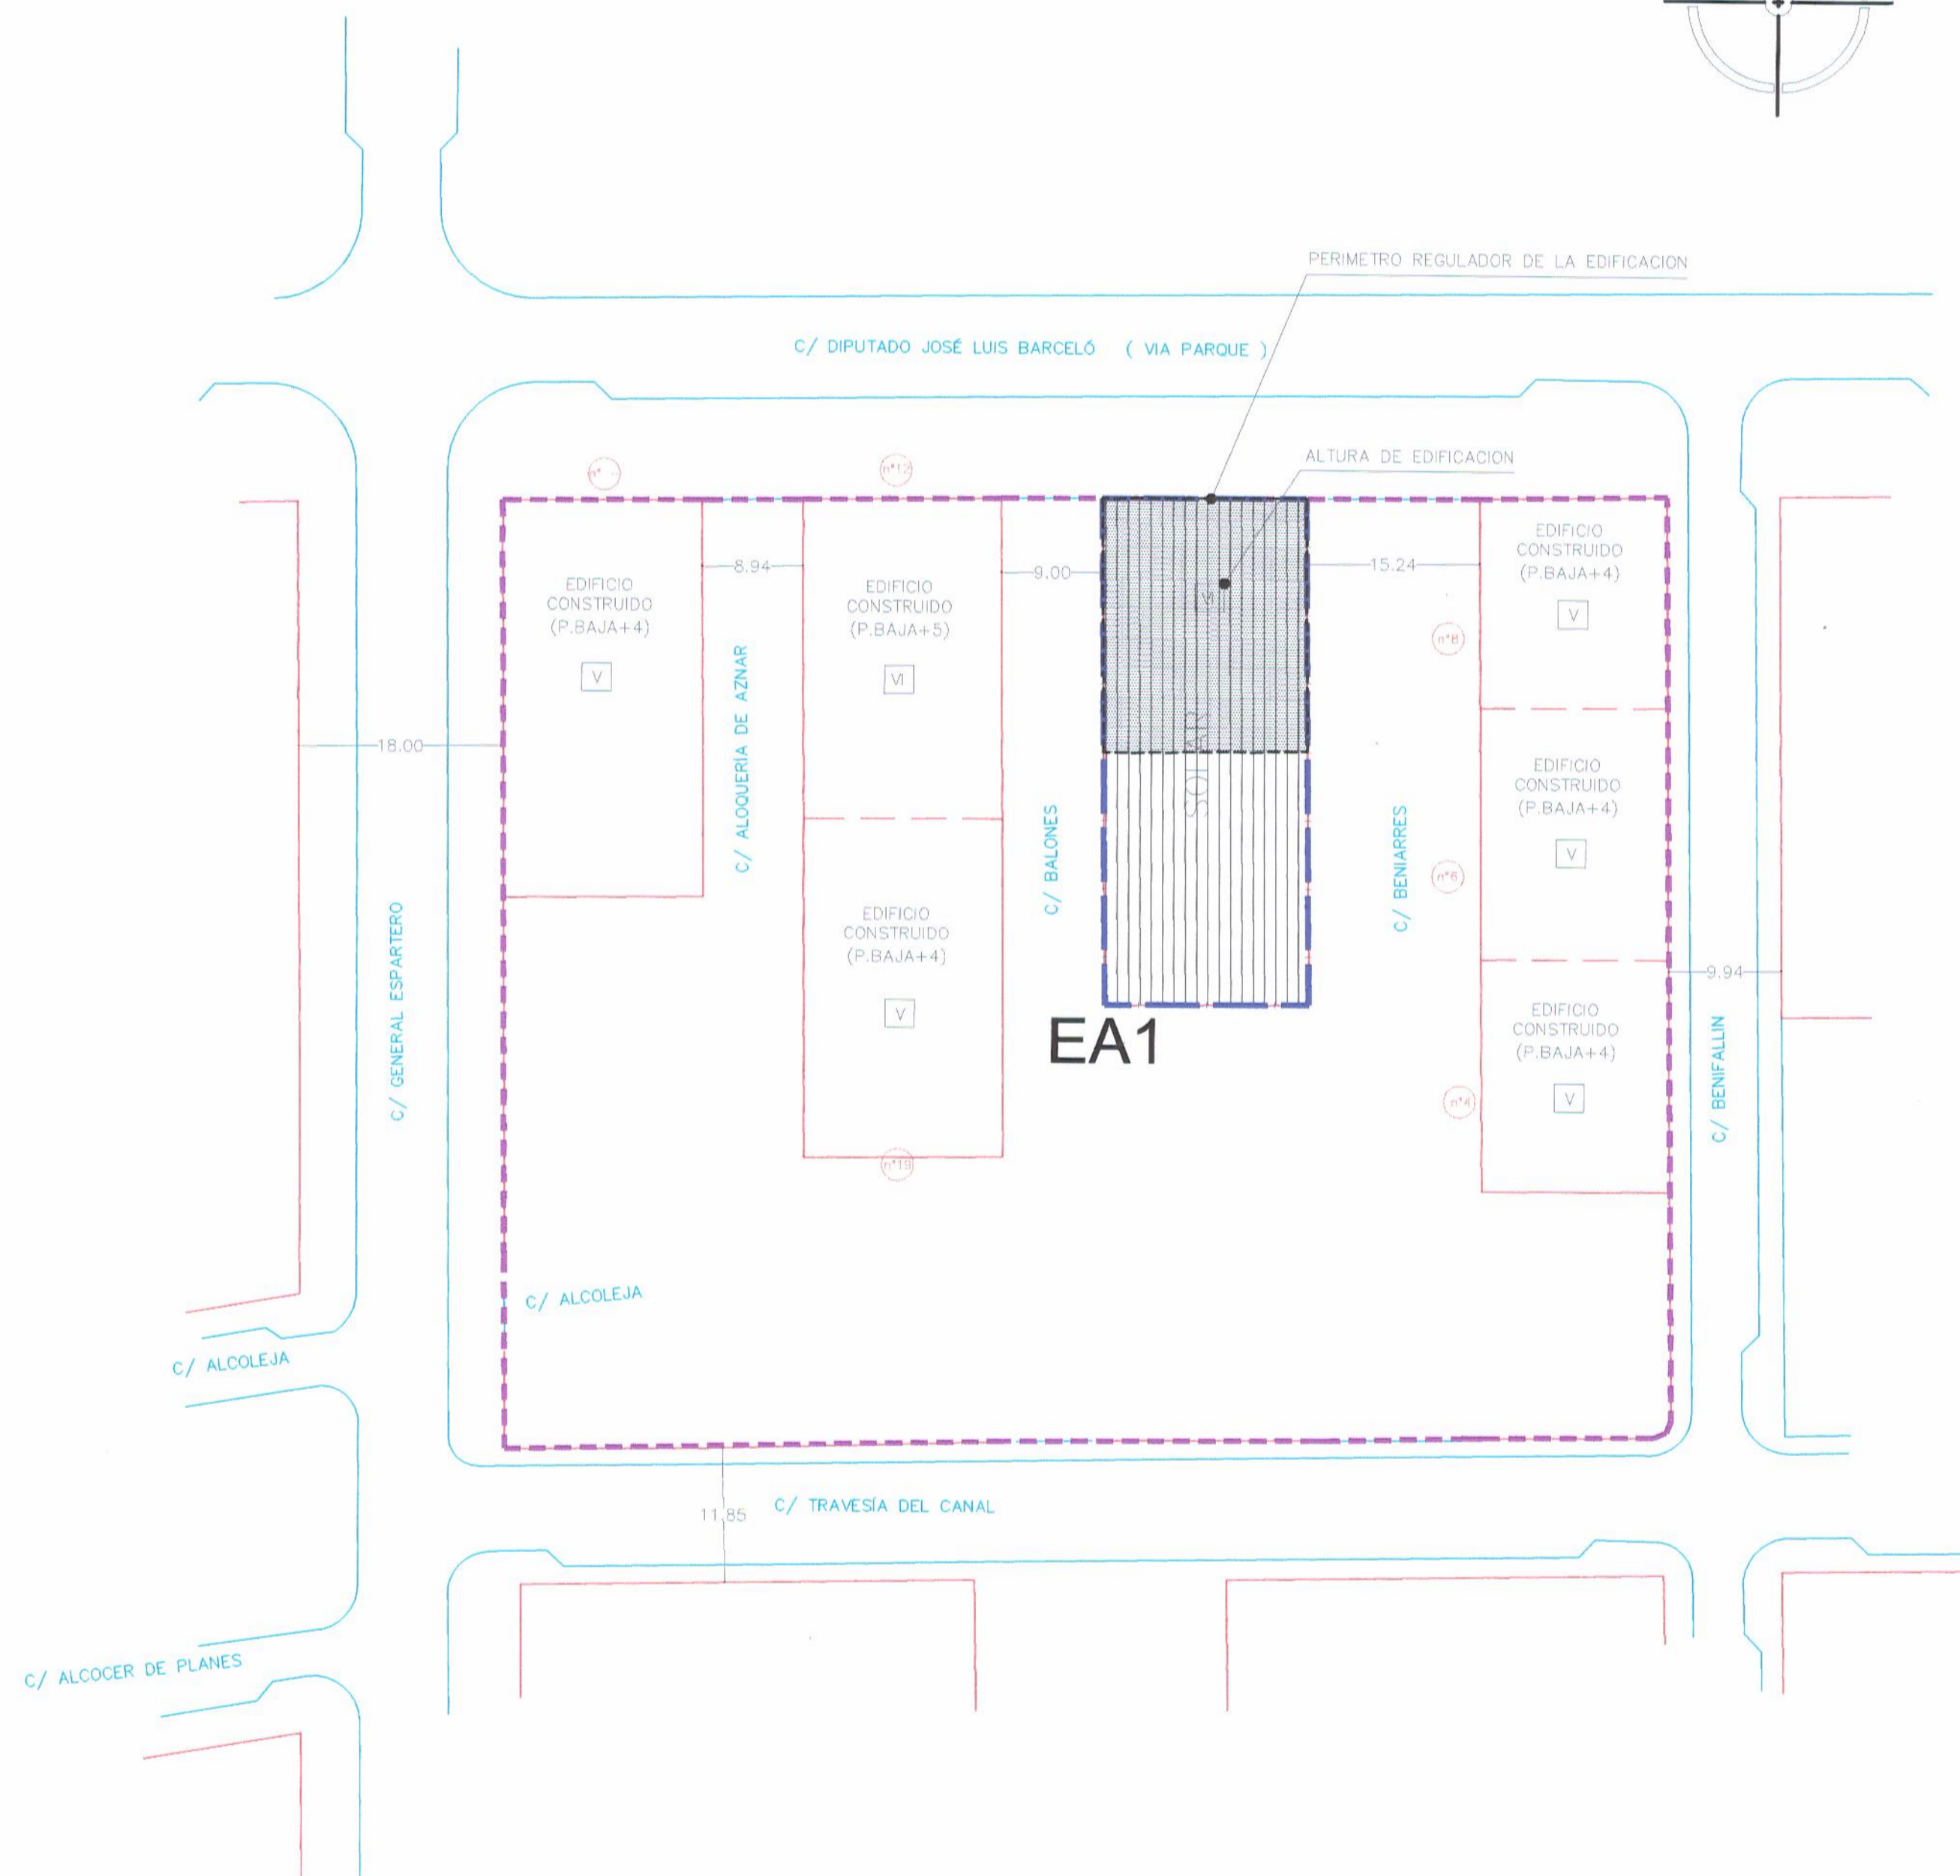 PERIMETRO REGULADOR DE LA EDIFICACION
C/ DIPUTADO JOSÉ LUIS BARCELÓ ( VIA PARQUE )
ALTURA DE EDIFICACION
nº12
EDIFICIO
CONSTRUIDO
(P.BAJA+4)
V
8.94
EDIFICIO
CONSTRUIDO
(P.BAJA+5)
VI
9.00
SOLAR
15.24
EDIFICIO
CONSTRUIDO
(P.BAJA+4)
V
nº8
18.00
C/ ALOQUERÍA DE AZNAR
C/ BALONES
C/ BENIARRES
EDIFICIO
CONSTRUIDO
(P.BAJA+4)
V
nº6
C/ GENERAL ESPARTERO
EDIFICIO
CONSTRUIDO
(P.BAJA+4)
V
9.94
EA1
EDIFICIO
CONSTRUIDO
(P.BAJA+4)
V
nº4
C/ BENIFALLIN
nº19
C/ ALCOLEJA
C/ ALCOLEJA
11.85
C/ TRAVESÍA DEL CANAL
C/ ALCOCER DE PLANES